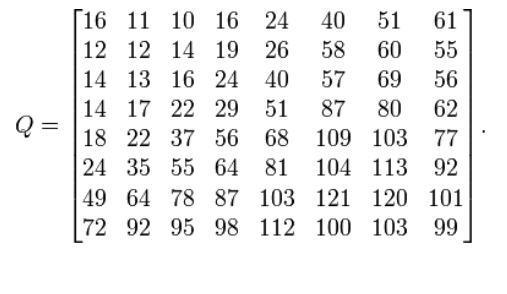 16 11 10 16 24 40 51 61
12 12 14 19 26 58 60 55
14 13 16 24 40 57 69 56
14 17 22 29 51 87 80 62
Q =
18 22 37 56 68 109 103 77 .
24 35 55 64 81 104 113 92
49 64 78 87 103 121 120 101
72 92 95 98 112 100 103 99